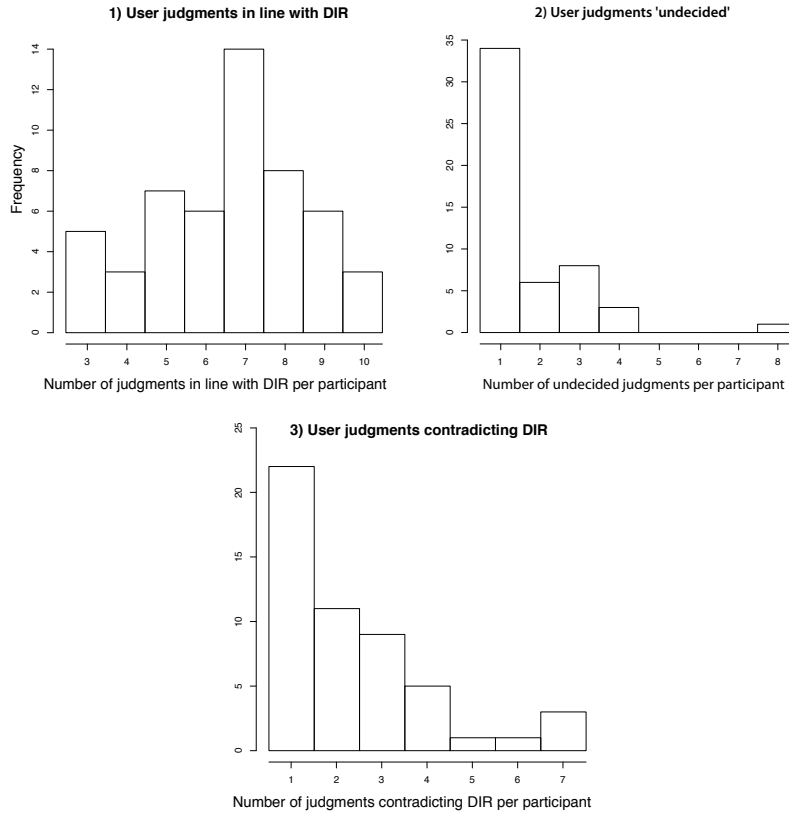 1) User judgments in line with DIR
Frequency
14
12
10
8
6
4
2
0
3 4 5 6 7 8 9 10
Number of judgments in line with DIR per participant
2) User judgments 'undecided'
35
30
25
20
15
10
5
0
1 2 3 4 5 6 7 8
Number of undecided judgments per participant
3) User judgments contradicting DIR
25
20
15
10
5
0
1 2 3 4 5 6 7
Number of judgments contradicting DIR per participant